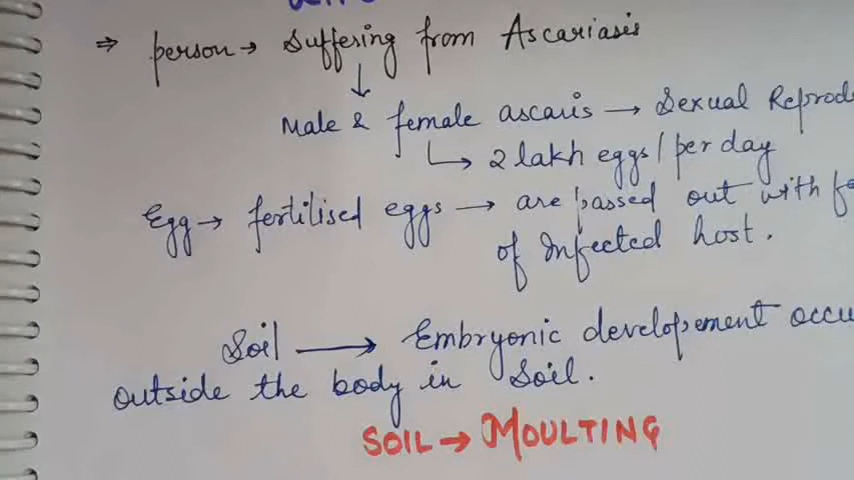 ⇒ person → Suffering from Ascariasis
↓
Male & female ascaris → Sexual Reprod
↳ 2 lakh eggs/per day
Egg → fertilised eggs → are passed out with
of Infected host.
Soil → Embryonic developement occu
outside the body in Soil.
SOIL → MOULTING